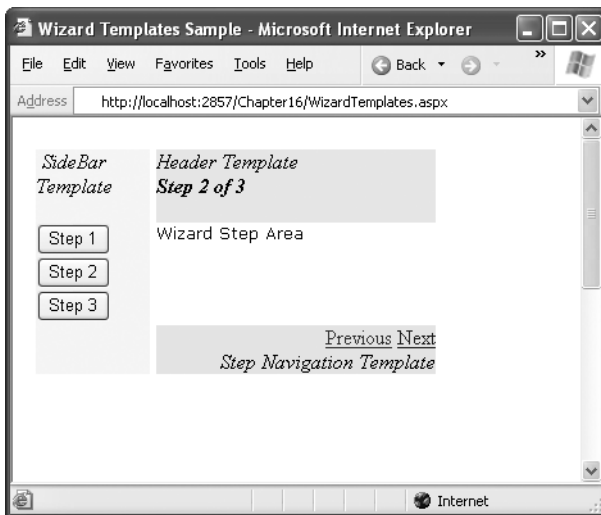 Wizard Templates Sample - Microsoft Internet Explorer
File Edit View Favorites Tools Help Back »
Address http://localhost:2857/Chapter16/WizardTemplates.aspx
SideBar
Template
Header Template
Step 2 of 3
Step 1
Step 2
Step 3
Wizard Step Area
Previous Next
Step Navigation Template
Internet